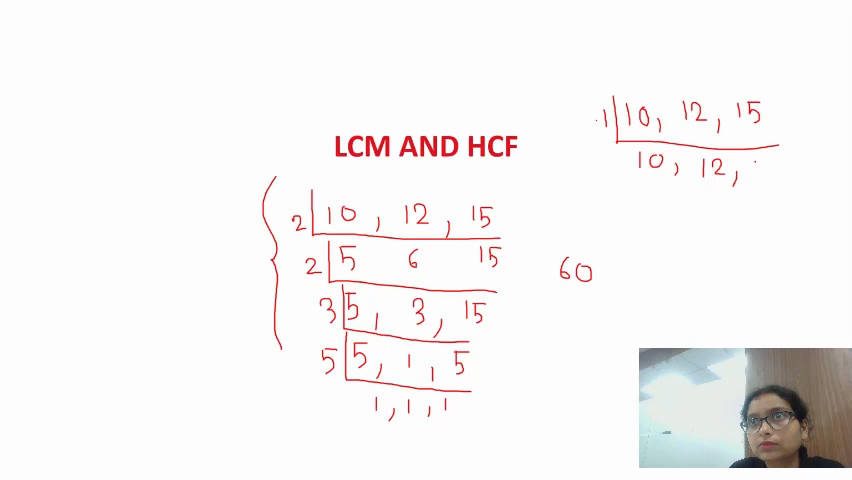 1 10, 12, 15
10, 12,
LCM AND HCF
2 10, 12, 15
2 5 6 15
60
3 5, 3, 15
5 5, 1, 5
1, 1, 1